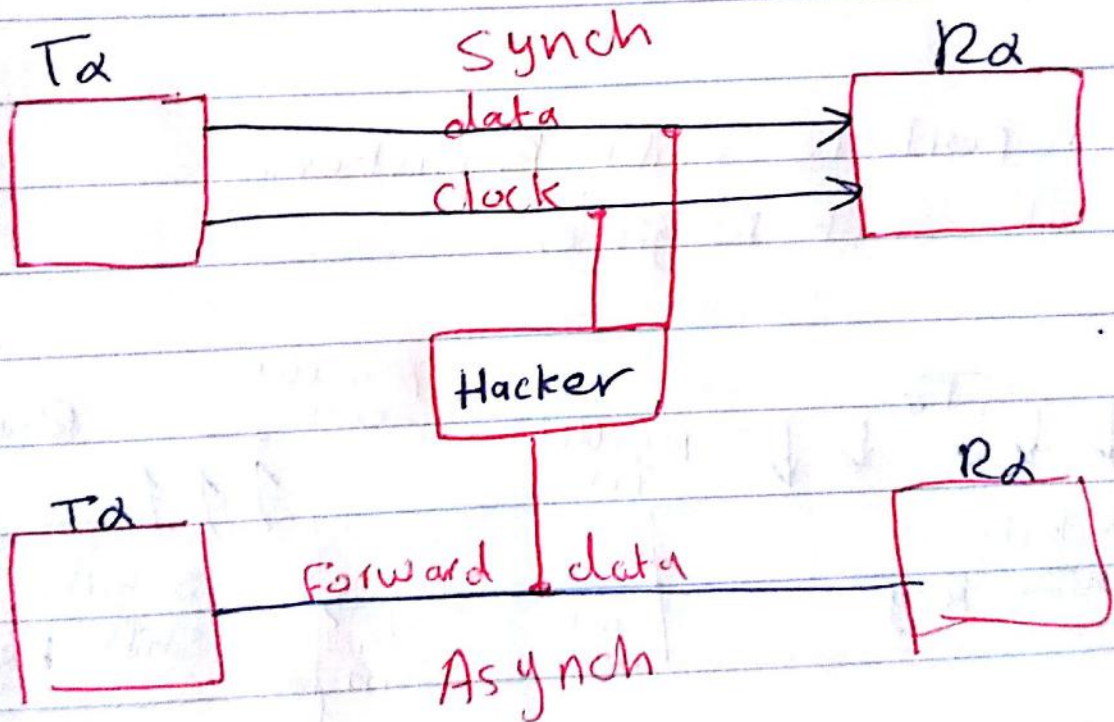 Tx Synch Rx
data
Clock
Hacker
Tx Rx
Forward data
Asynch